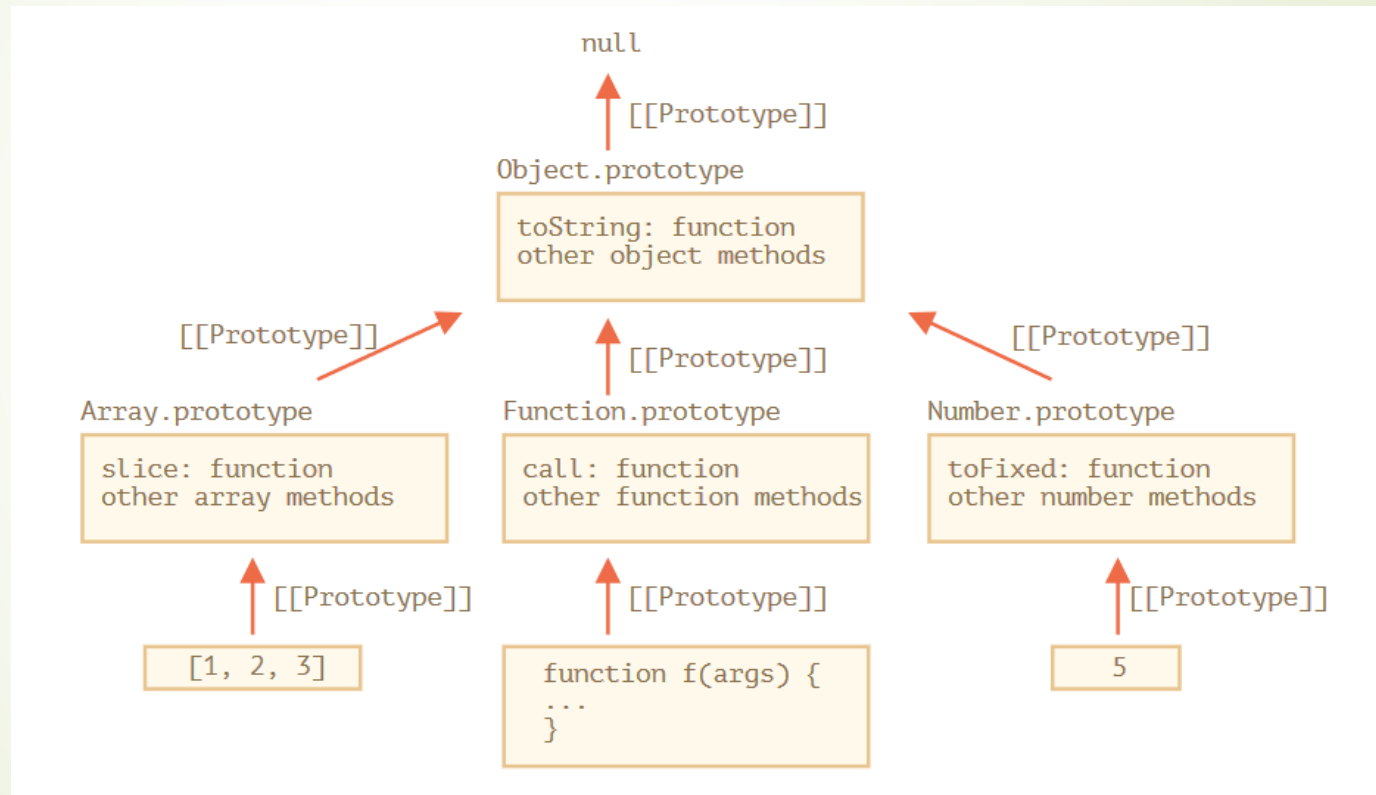 null
[[Prototype]]
Object.prototype
toString: function
other object methods
[[Prototype]]
[[Prototype]]
[[Prototype]]
Array.prototype
slice: function
other array methods
Function.prototype
call: function
other function methods
Number.prototype
toFixed: function
other number methods
[[Prototype]]
[[Prototype]]
[[Prototype]]
[1, 2, 3]
function f(args) {
...
}
5